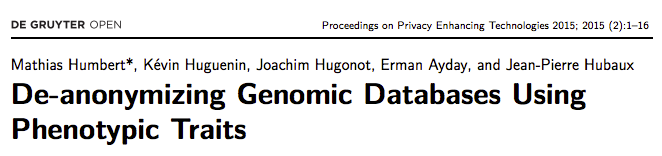 DE GRUYTER OPEN
Proceedings on Privacy Enhancing Technologies 2015; 2015 (2):1–16
Mathias Humbert*, Kévin Huguenin, Joachim Hugonot, Erman Ayday, and Jean-Pierre Hubaux
De-anonymizing Genomic Databases Using
Phenotypic Traits